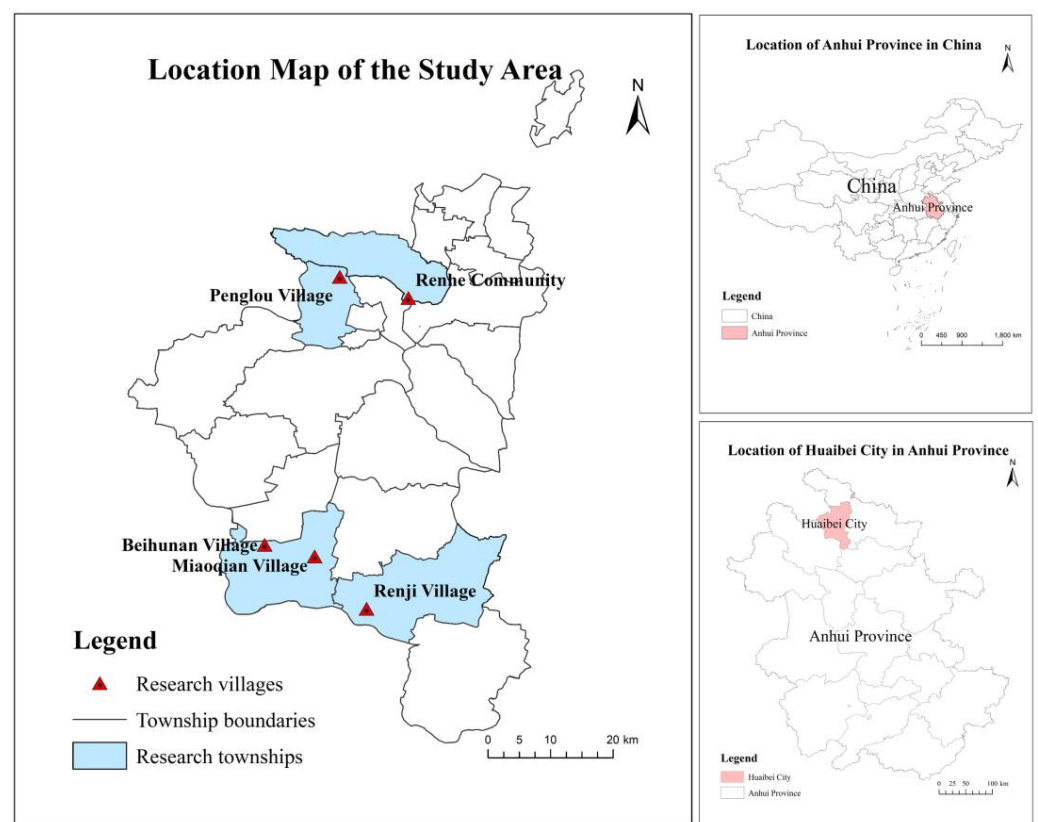 Location Map of the Study Area
N
Renhe Community
Penglou Village
Beihunan Village
Miaoqian Village
Renji Village
Legend
Research villages
Township boundaries
Research townships
0 5 10 20 km
Location of Anhui Province in China
N
China
Anhui Province
Legend
China
Anhui Province
0 450 900 1,800 km
Location of Huaibei City in Anhui Province
N
Huaibei City
Anhui Province
Legend
Huaibei City
Anhui Province
0 25 50 100 km